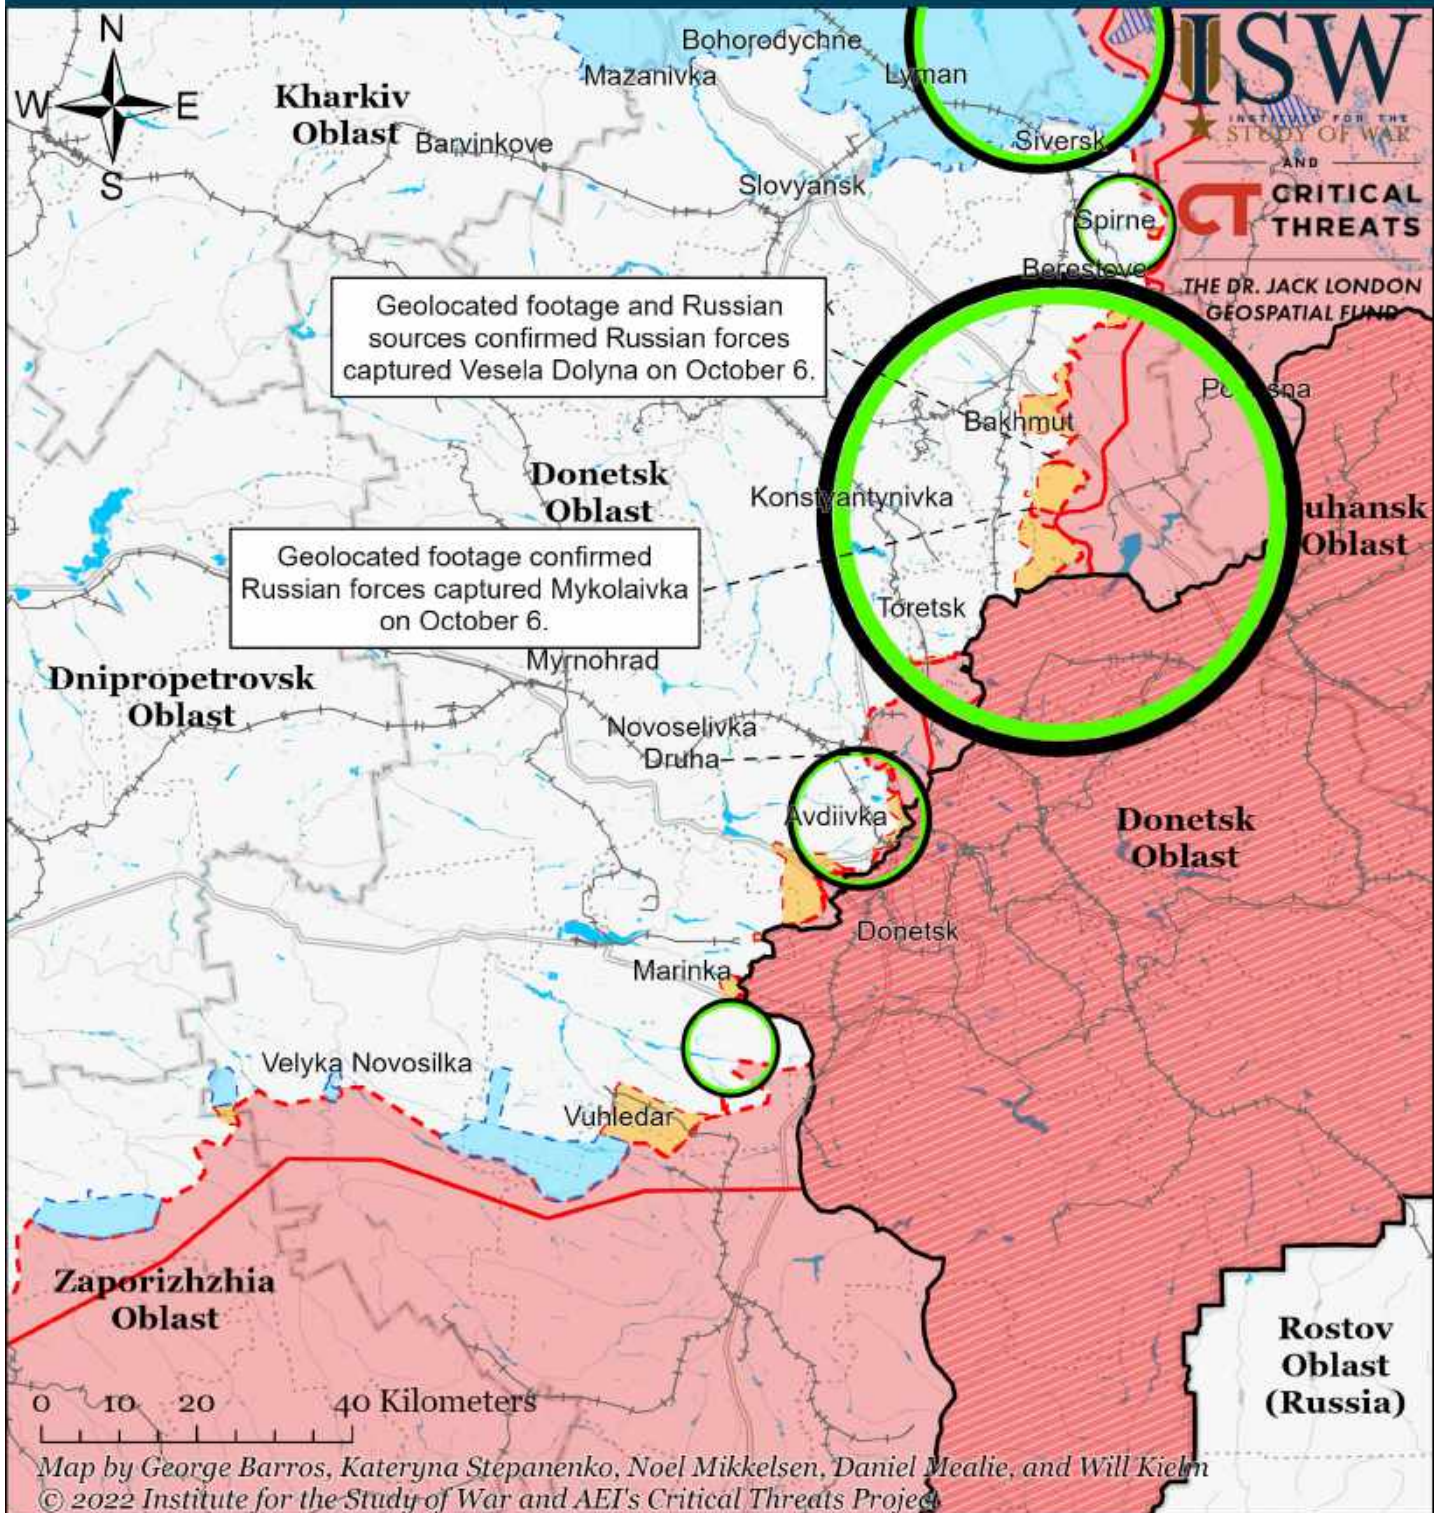 N
W E
S
Kharkiv
Oblast
Bohorodychne
Mazanivka
Lyman
Barvinkove
Siversk
Slovyansk
Spirne
Berestove
ISW
INSTITUTE FOR THE
STUDY OF WAR
AND
CT CRITICAL
THREATS
THE DR. JACK LONDON
GEOSPATIAL FUND
Geolocated footage and Russian
sources confirmed Russian forces
captured Vesela Dolyna on October 6.
k
Bakhmut
Donetsk
Oblast
Konstyantynivka
uhansk
Oblast
Geolocated footage confirmed
Russian forces captured Mykolaivka
on October 6.
Toretsk
Myrnohrad
Dnipropetrovsk
Oblast
Novoselivka
Druha
Avdiivka
Donetsk
Oblast
Donetsk
Marinka
Velyka Novosilka
Vuhledar
Zaporizhzhia
Oblast
Rostov
Oblast
(Russia)
0 10 20 40 Kilometers
Map by George Barros, Kateryna Stepanenko, Noel Mikkelsen, Daniel Mealie, and Will Kielm
© 2022 Institute for the Study of War and AEI's Critical Threats Project